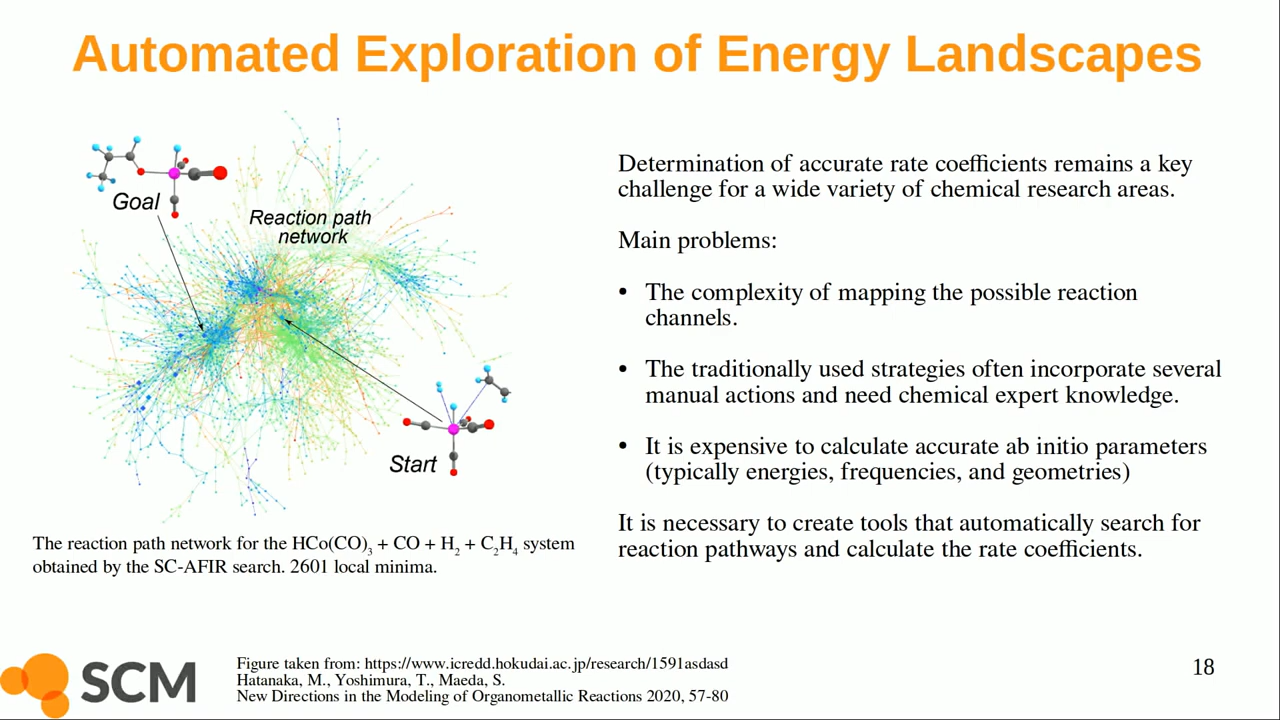 Automated Exploration of Energy Landscapes
Goal
Reaction path
network
Start
The reaction path network for the HCo(CO)₃ + CO + H₂ + C₂H₄ system
obtained by the SC-AFIR search. 2601 local minima.
Determination of accurate rate coefficients remains a key
challenge for a wide variety of chemical research areas.
Main problems:
• The complexity of mapping the possible reaction
channels.
• The traditionally used strategies often incorporate several
manual actions and need chemical expert knowledge.
• It is expensive to calculate accurate ab initio parameters
(typically energies, frequencies, and geometries)
It is necessary to create tools that automatically search for
reaction pathways and calculate the rate coefficients.
SCM
Figure taken from: https://www.icredd.hokudai.ac.jp/research/1591asdasd
Hatanaka, M., Yoshimura, T., Maeda, S.
New Directions in the Modeling of Organometallic Reactions 2020, 57-80
18